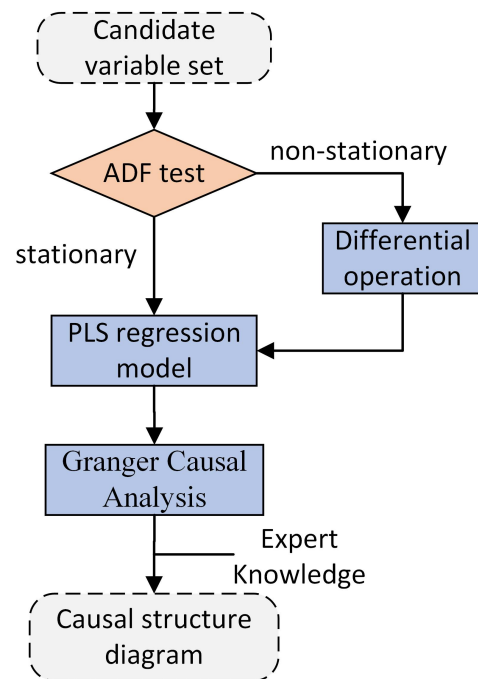 Candidate
variable set
ADF test
non-stationary
stationary
Differential
operation
PLS regression
model
Granger Causal
Analysis
Expert
Knowledge
Causal structure
diagram